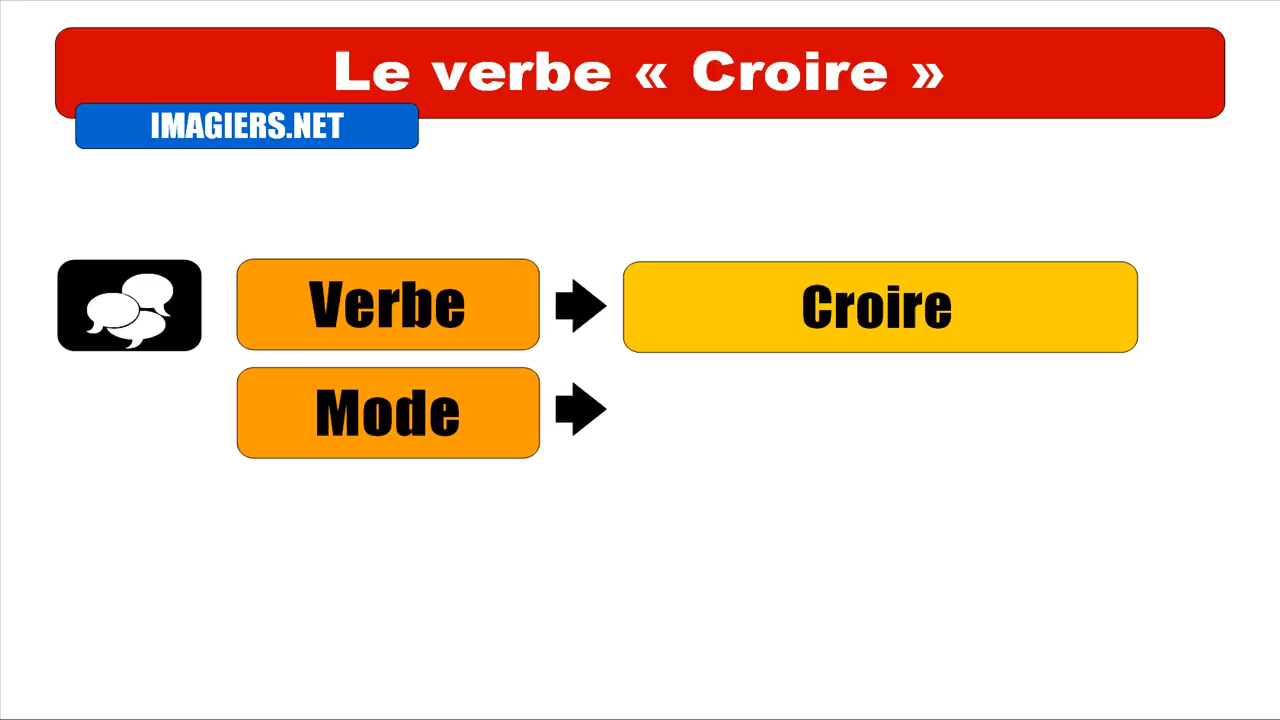 Le verbe « Croire »
IMAGIERS.NET
Verbe
Croire
Mode